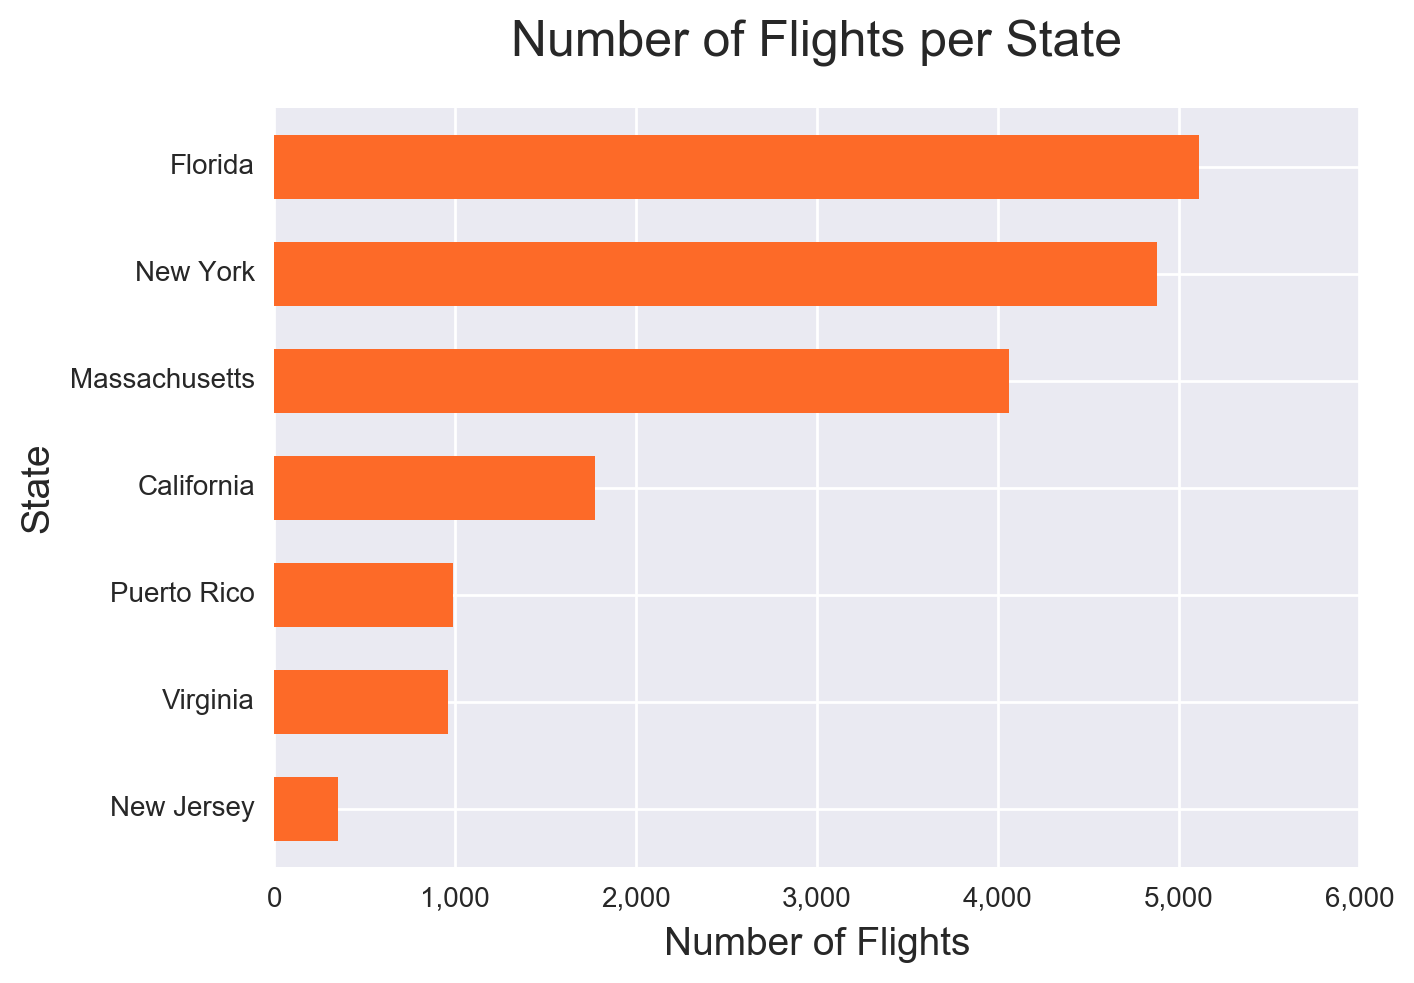 Number of Flights per State
Florida
New York
Massachusetts
California
Puerto Rico
Virginia
New Jersey
State
0 1,000 2,000 3,000 4,000 5,000 6,000
Number of Flights